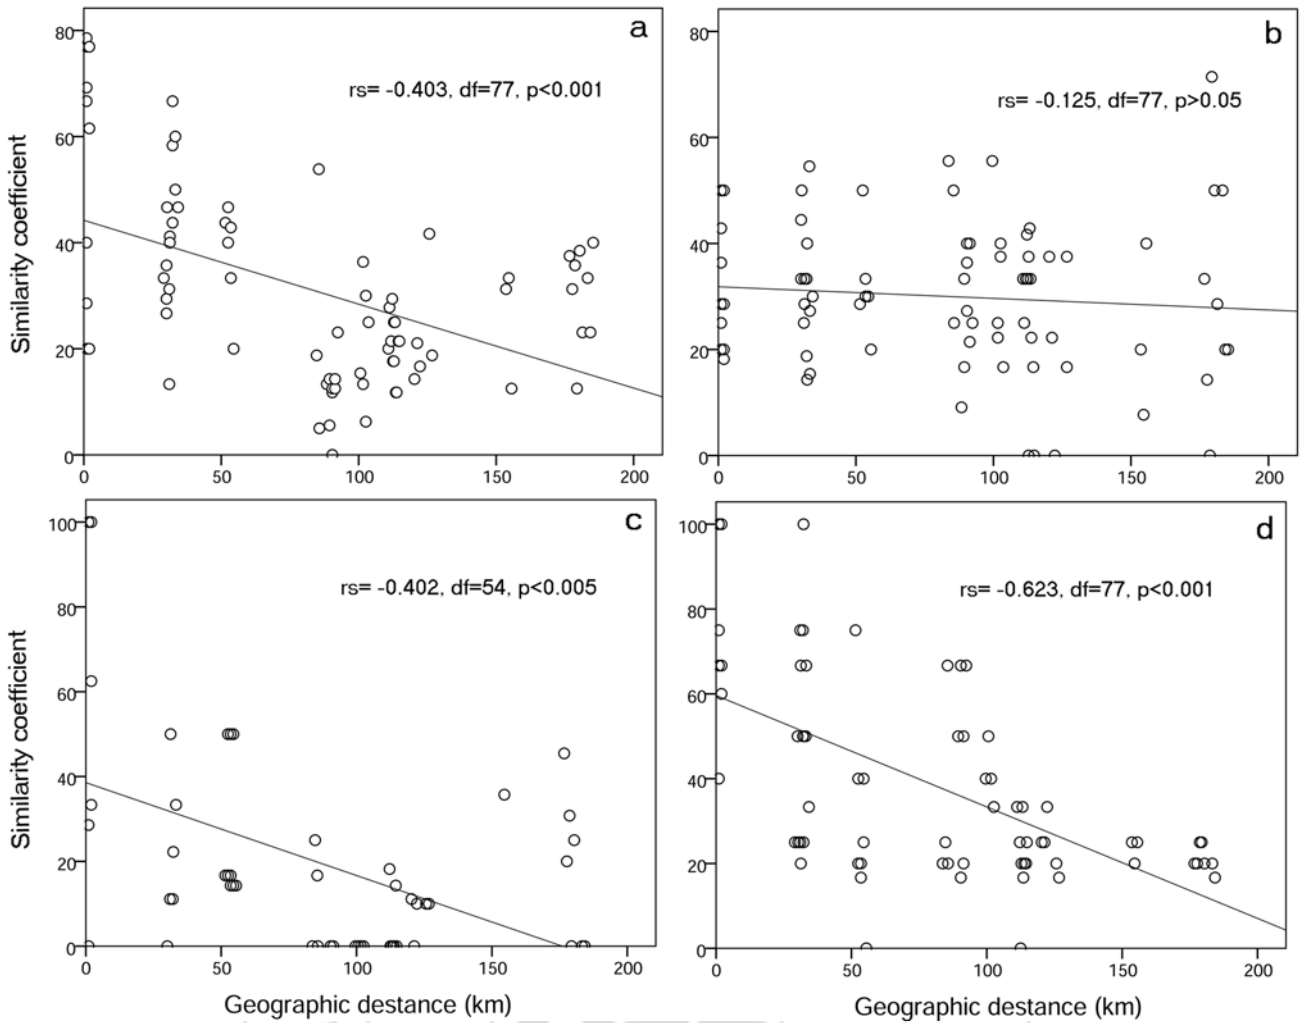 a
rs= -0.403, df=77, p<0.001
Similarity coefficient
80
60
40
20
0
0 50 100 150 200
b
rs= -0.125, df=77, p>0.05
80
60
40
20
0
0 50 100 150 200
c
rs= -0.402, df=54, p<0.005
Similarity coefficient
100
80
60
40
20
0
0 50 100 150 200
Geographic destance (km)
d
rs= -0.623, df=77, p<0.001
100
80
60
40
20
0
0 50 100 150 200
Geographic destance (km)